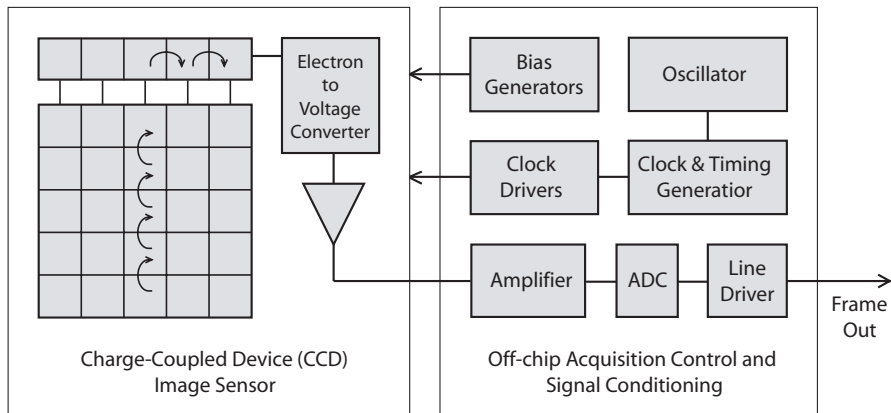 Electron
to
Voltage
Converter
Charge-Coupled Device (CCD)
Image Sensor
Bias
Generators
Oscillator
Clock
Drivers
Clock & Timing
Generatior
Amplifier
ADC
Line
Driver
Frame
Out
Off-chip Acquisition Control and
Signal Conditioning